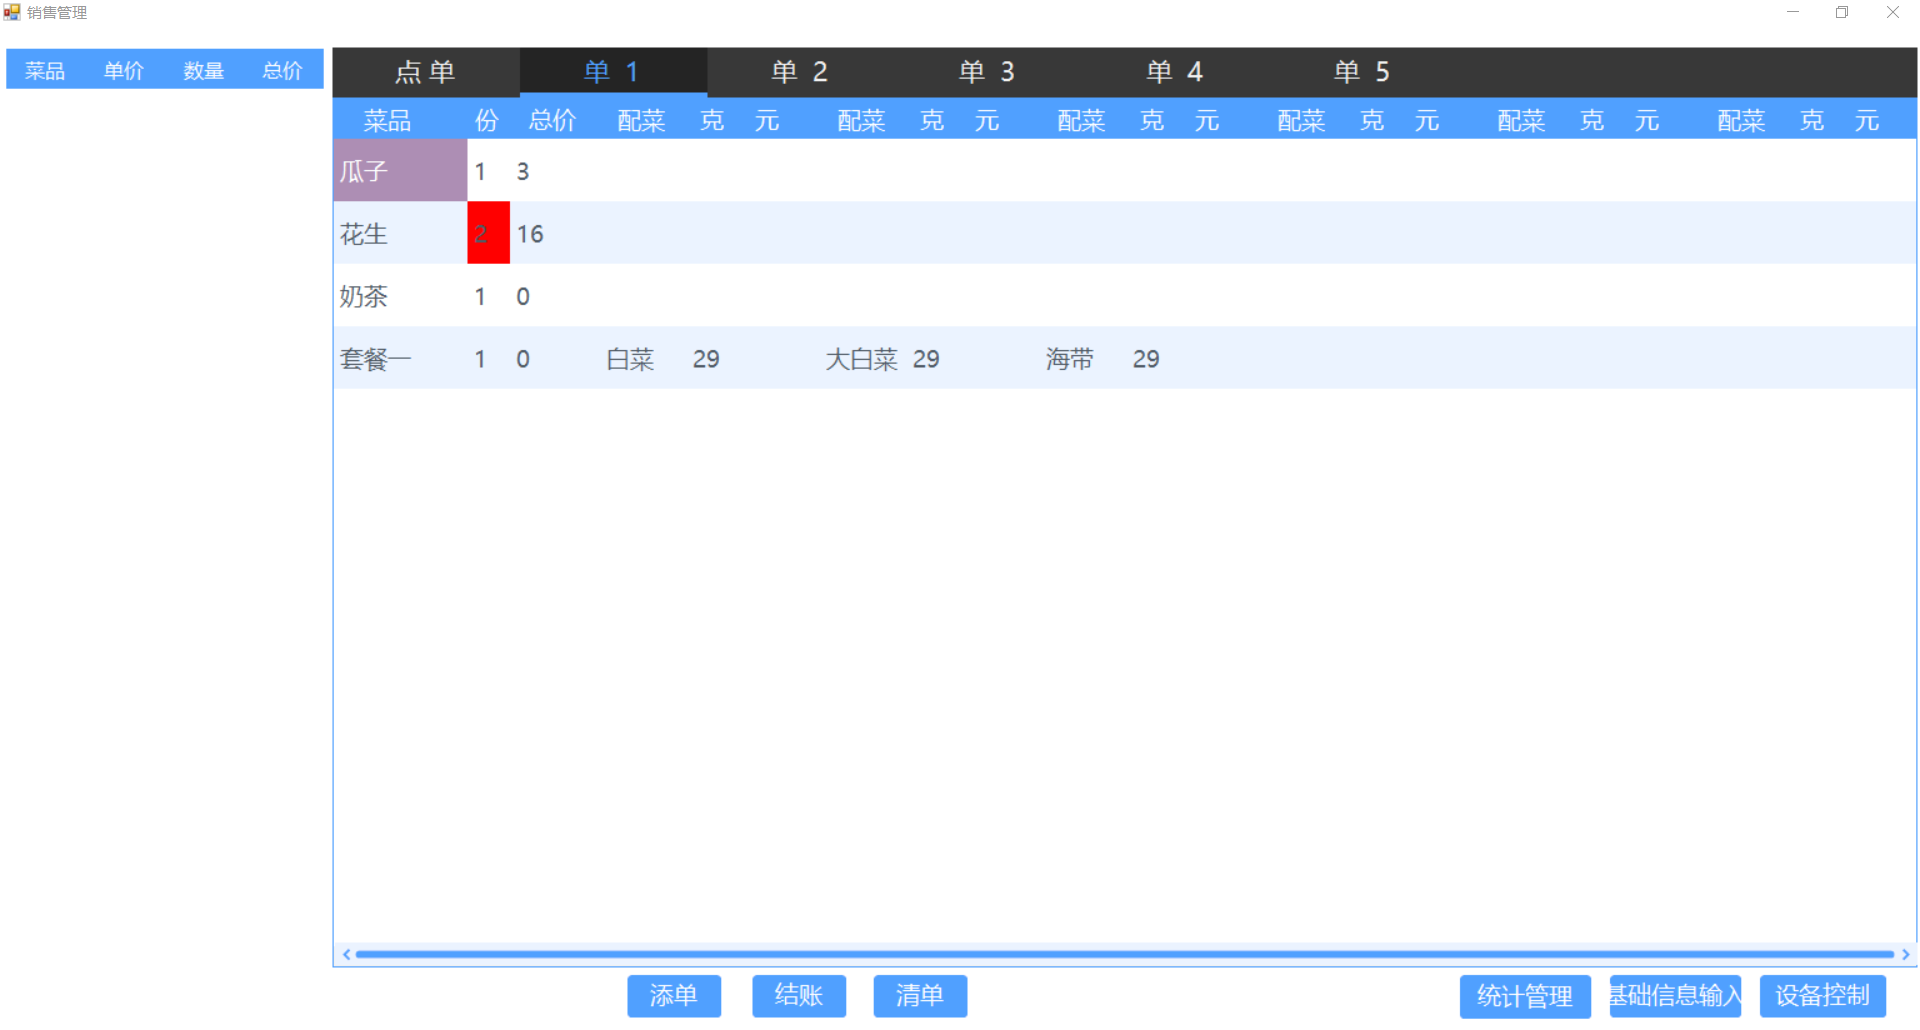 销售管理
菜品 单价 数量 总价
点 单 单 1 单 2 单 3 单 4 单 5
菜品 份 总价 配菜 克 元 配菜 克 元 配菜 克 元 配菜 克 元 配菜 克 元 配菜 克 元
瓜子 1 3
花生 2 16
奶茶 1 0
套餐一 1 0 白菜 29 大白菜 29 海带 29
添单 结账 清单 统计管理 基础信息输入 设备控制